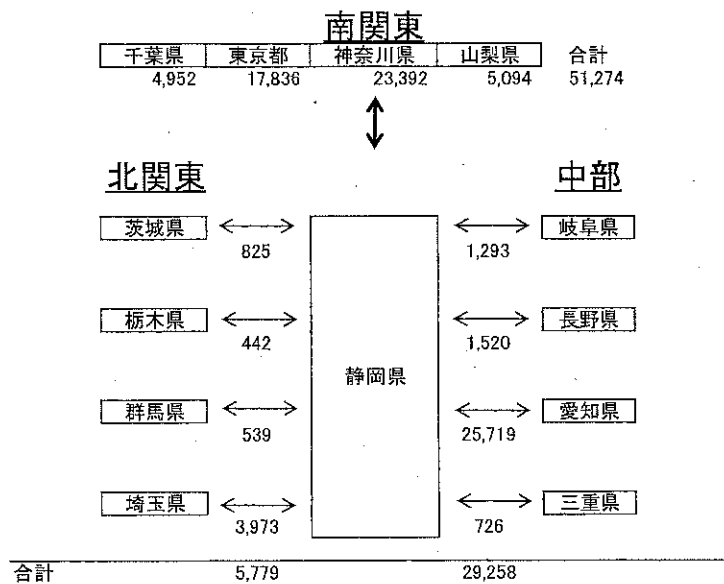 南関東
千葉県 東京都 神奈川県 山梨県 合計
4,952 17,836 23,392 5,094 51,274
北関東 中部
茨城県 岐阜県
825 1,293
栃木県 長野県
442 1,520
静岡県
群馬県 愛知県
539 25,719
埼玉県 三重県
3,973 726
合計 5,779 29,258